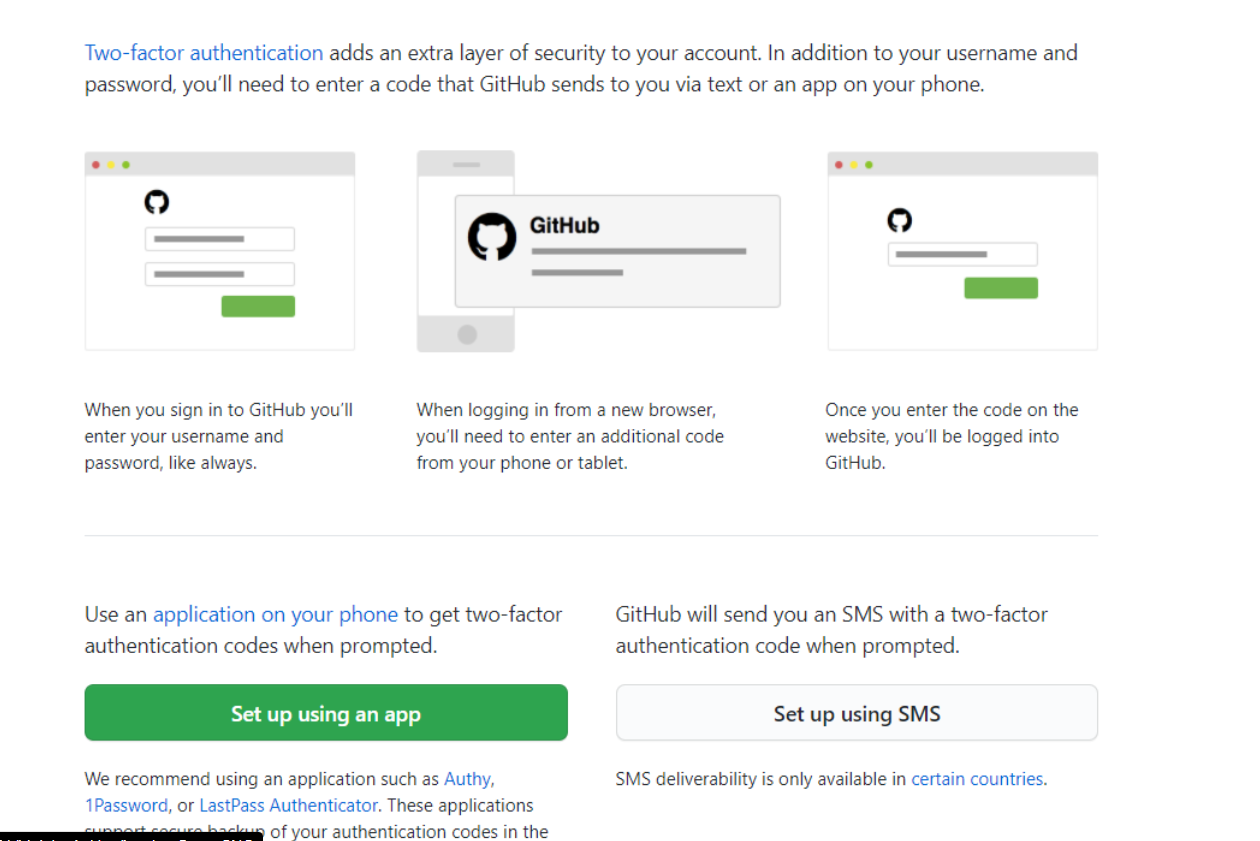 Two-factor authentication adds an extra layer of security to your account. In addition to your username and
password, you’ll need to enter a code that GitHub sends to you via text or an app on your phone.
GitHub
When you sign in to GitHub you’ll
enter your username and
password, like always.
When logging in from a new browser,
you’ll need to enter an additional code
from your phone or tablet.
Once you enter the code on the
website, you’ll be logged into
GitHub.
Use an application on your phone to get two-factor
authentication codes when prompted.
Set up using an app
We recommend using an application such as Authy,
1Password, or LastPass Authenticator. These applications
support secure backup of your authentication codes in the
GitHub will send you an SMS with a two-factor
authentication code when prompted.
Set up using SMS
SMS deliverability is only available in certain countries.